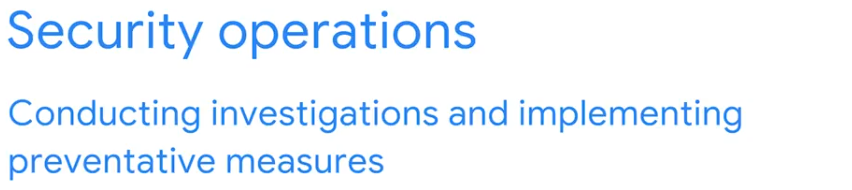 Security operations
Conducting investigations and implementing
preventative measures